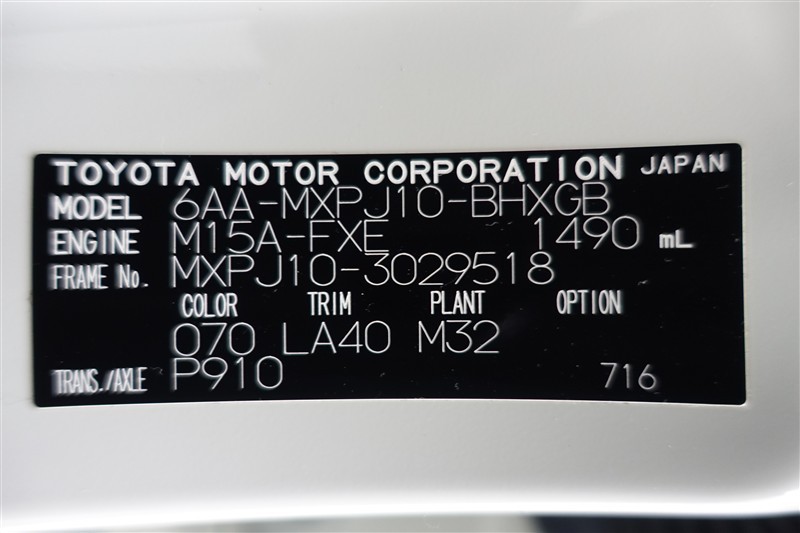 TOYOTA MOTOR CORPORATION JAPAN
MODEL 6AA-MXPJ10-BHXGB
ENGINE M15A-FXE 1490 mL
FRAME No. MXPJ10-3029518
COLOR TRIM PLANT OPTION
070 LA40 M32
TRANS./AXLE P910 716